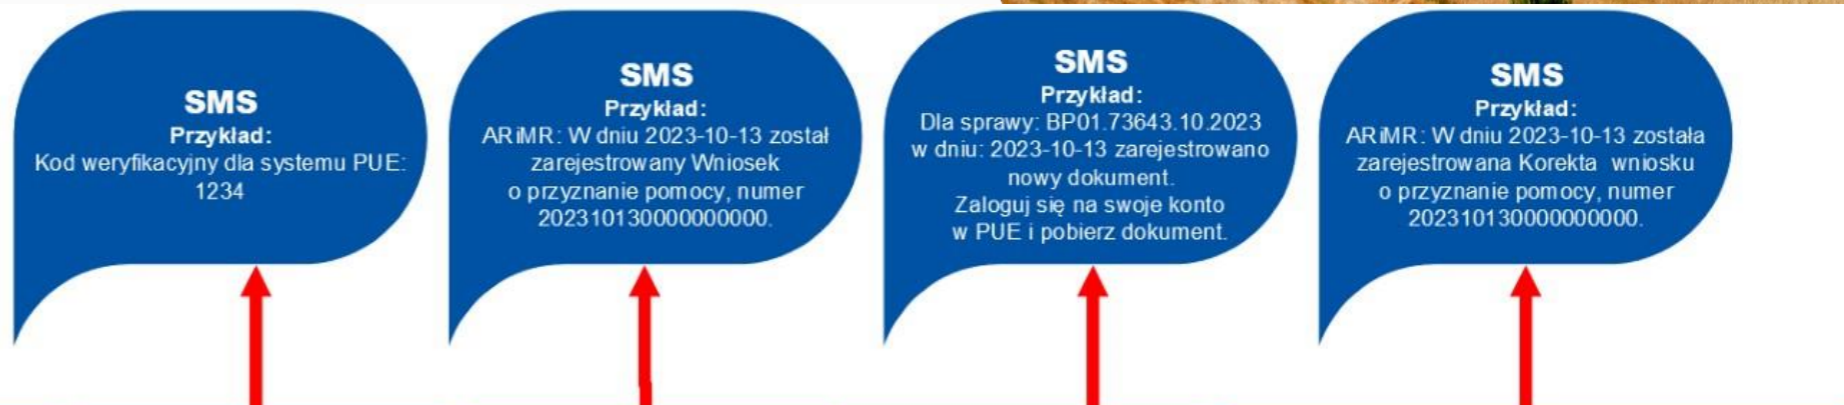 SMS
Przykład:
Kod weryfikacyjny dla systemu PUE:
1234
SMS
Przykład:
ARiMR: W dniu 2023-10-13 został
zarejestrowany Wniosek
o przyznanie pomocy, numer
202310130000000000.
SMS
Przykład:
Dla sprawy: BP01.73643.10.2023
w dniu: 2023-10-13 zarejestrowano
nowy dokument.
Zaloguj się na swoje konto
w PUE i pobierz dokument.
SMS
Przykład:
ARiMR: W dniu 2023-10-13 została
zarejestrowana Korekta wniosku
o przyznanie pomocy, numer
202310130000000000.